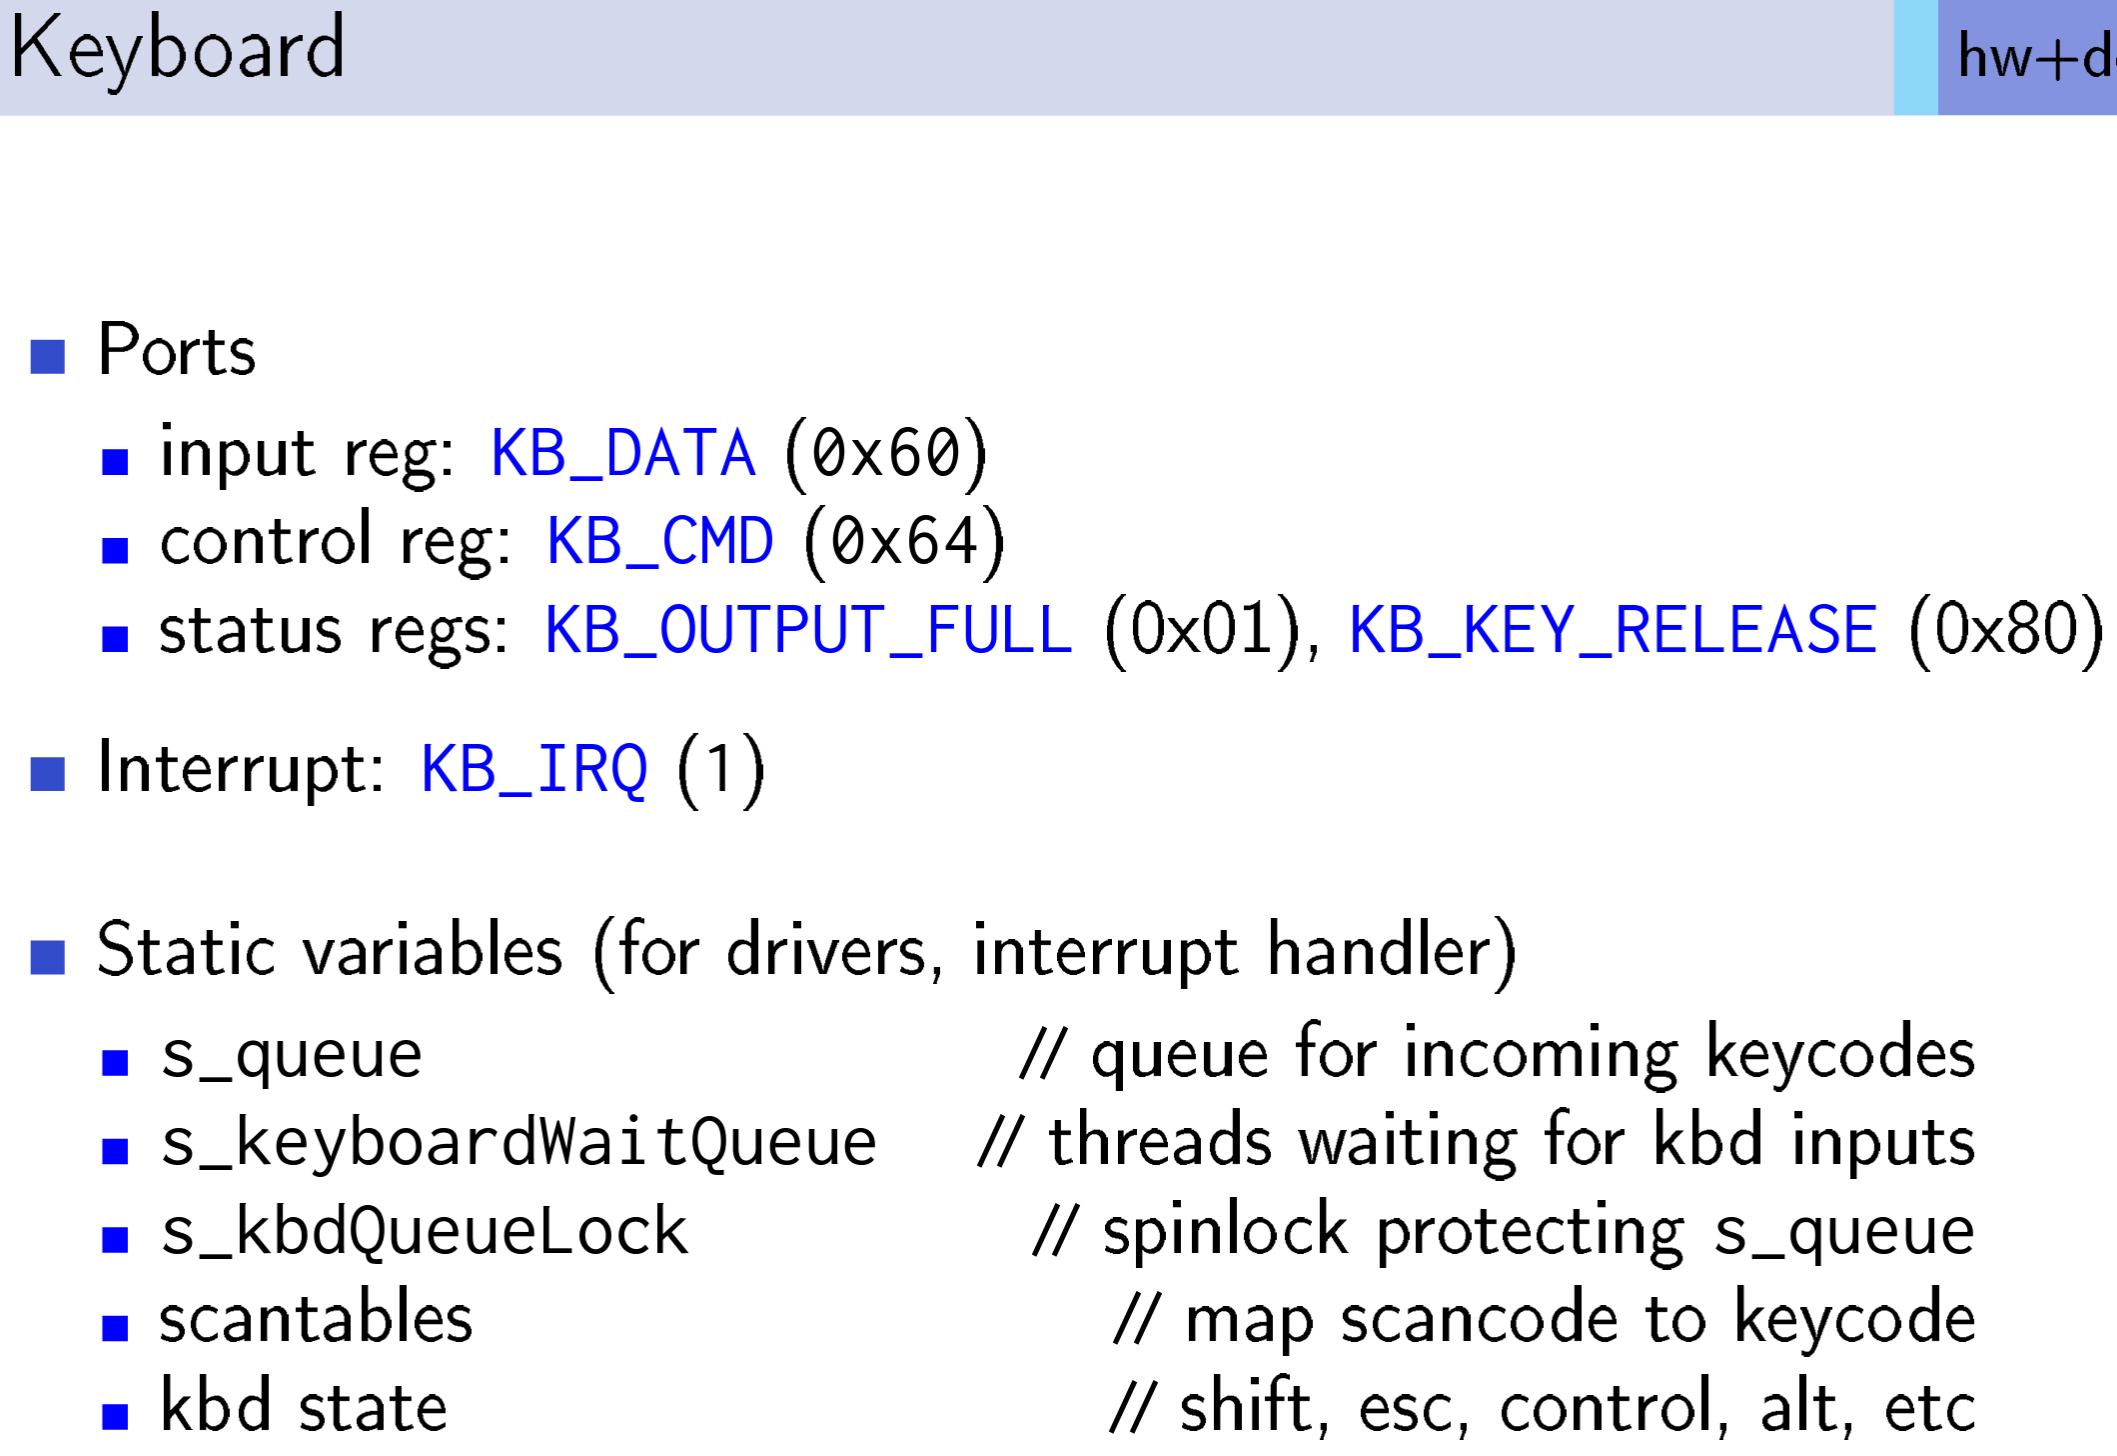 Keyboard
hw+d
Ports
input reg: KB_DATA (0x60)
control reg: KB_CMD (0x64)
status regs: KB_OUTPUT_FULL (0x01), KB_KEY_RELEASE (0x80)
Interrupt: KB_IRQ (1)
Static variables (for drivers, interrupt handler)
s_queue // queue for incoming keycodes
s_keyboardWaitQueue // threads waiting for kbd inputs
s_kbdQueueLock // spinlock protecting s_queue
scantables // map scancode to keycode
kbd state // shift, esc, control, alt, etc